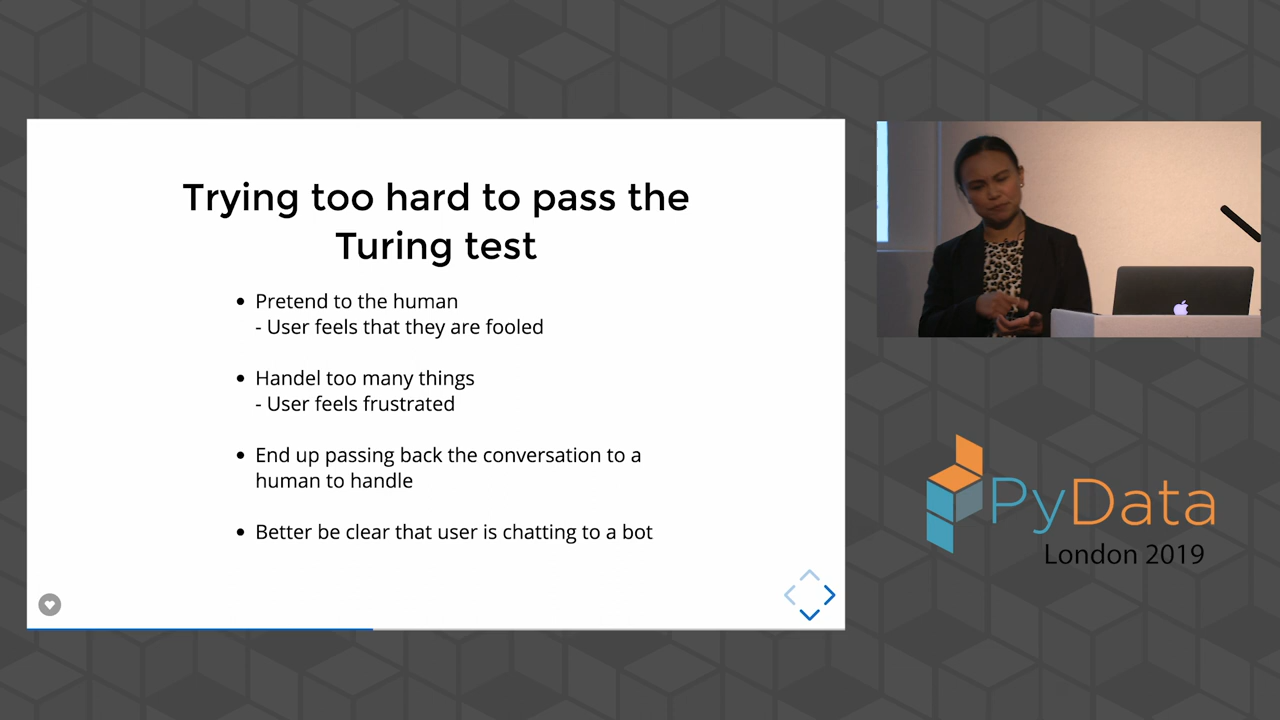 Trying too hard to pass the
Turing test
• Pretend to the human
- User feels that they are fooled
• Handel too many things
- User feels frustrated
• End up passing back the conversation to a
human to handle
• Better be clear that user is chatting to a bot
PyData
London 2019